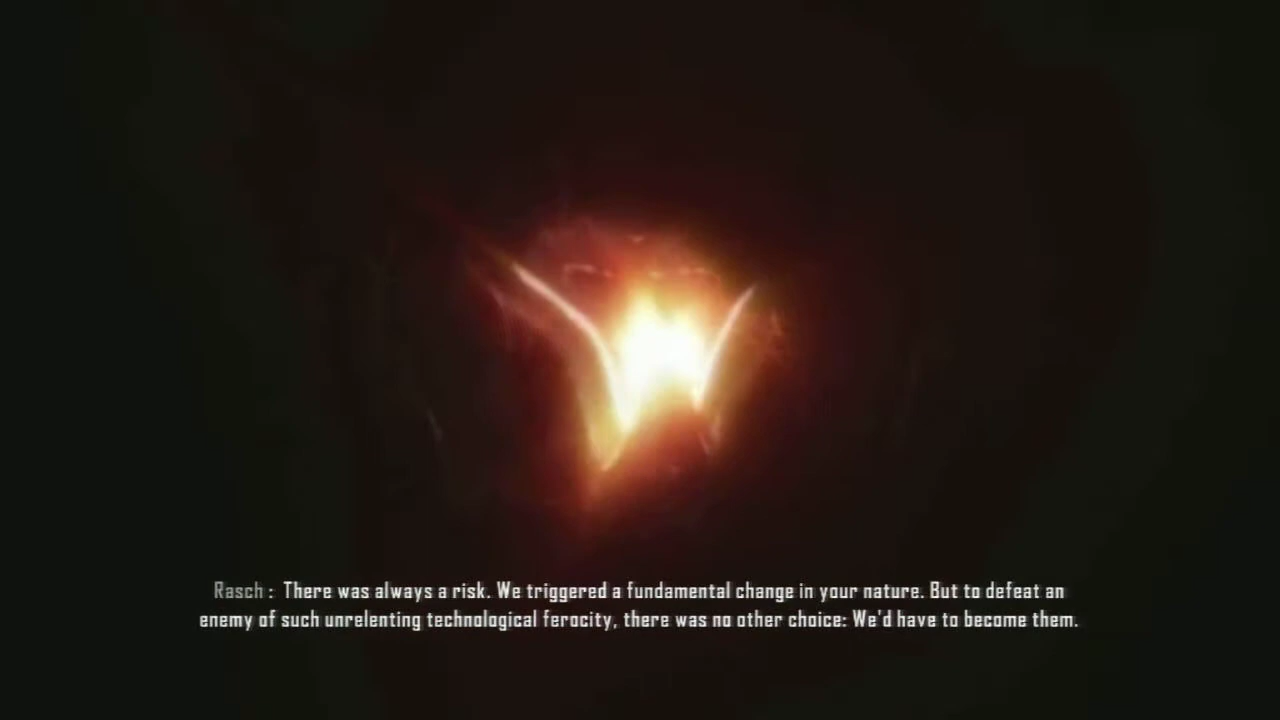 Rasch : There was always a risk. We triggered a fundamental change in your nature. But to defeat an
enemy of such unrelenting technological ferocity, there was no other choice: We'd have to become them.